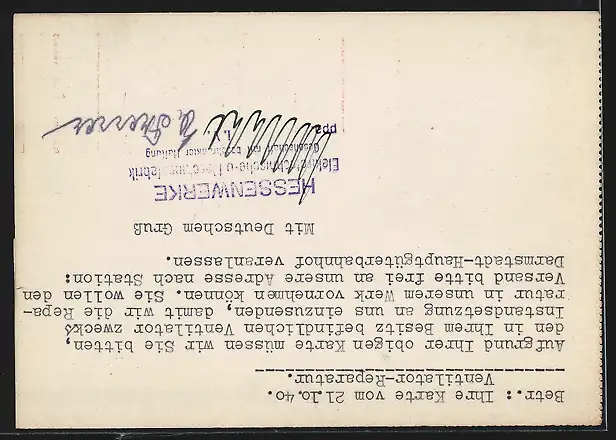 Betr.: Ihre Karte vom 21.10.40.
Ventilator-Reparatur.
Aufgrund Ihrer obigen Karte müssen wir Sie bitten,
den in Ihrem Besitz befindlichen Ventilator zwecks
Instandsetzung an uns einzusenden, damit wir die Repa-
ratur in unserem Werk vornehmen können. Sie wollen den
Versand bitte frei an unsere Adresse nach Station:
Darmstadt-Hauptgüterbahnhof veranlassen.
Mit Deutschem Gruß
HESSENWERKE
Gesellschaft mit beschränkter Haftung
ppa.
i.V.